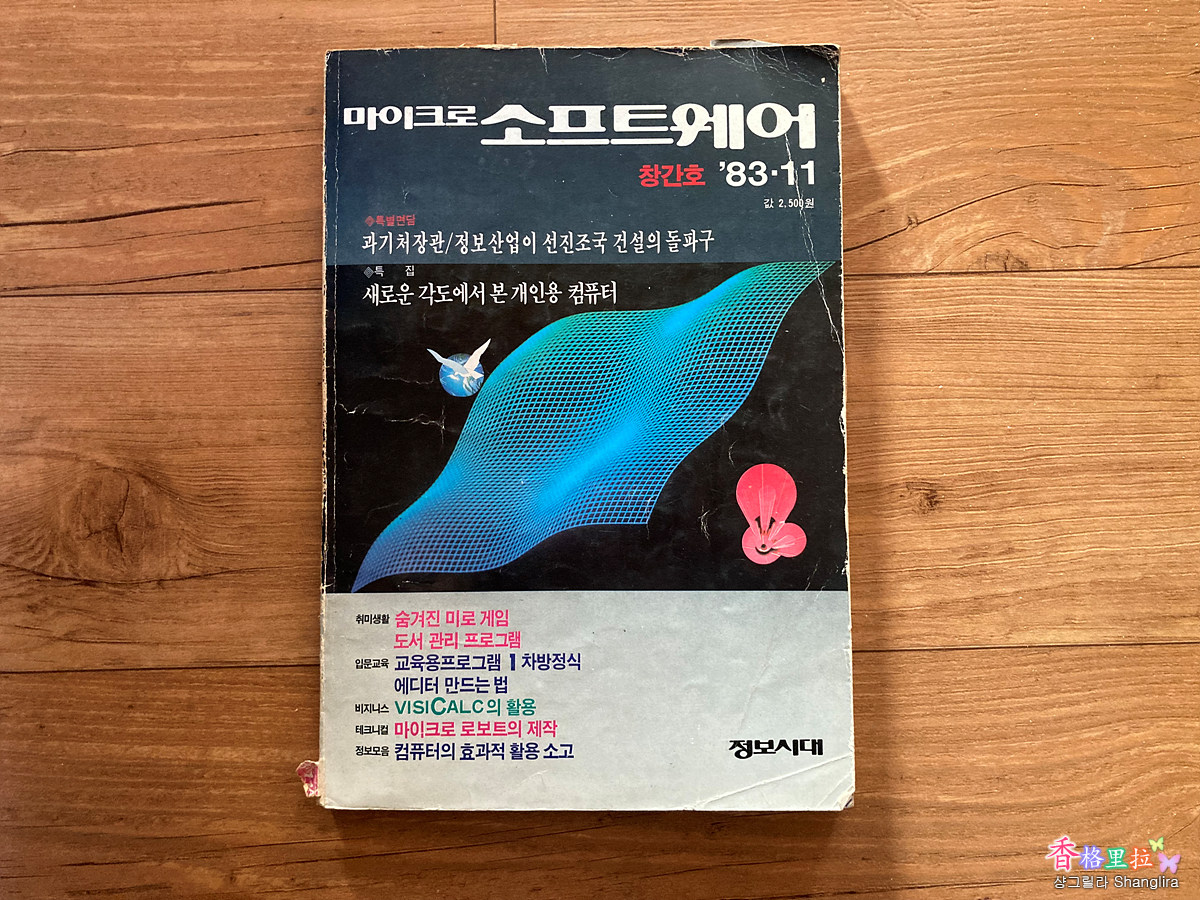 마이크로 소프트웨어
창간호 '83·11
값 2,500원
◈특별면담
과기처장관/정보산업이 선진조국 건설의 돌파구
◈특 집
새로운 각도에서 본 개인용 컴퓨터
취미생활 숨겨진 미로 게임
도서 관리 프로그램
입문교육 교육용프로그램 1 차방정식
에디터 만드는 법
비지니스 VISICALC의 활용
테크니컬 마이크로 로보트의 제작
정보모음 컴퓨터의 효과적 활용 소고
정보시대
香格里拉
샹그릴라 Shanglira